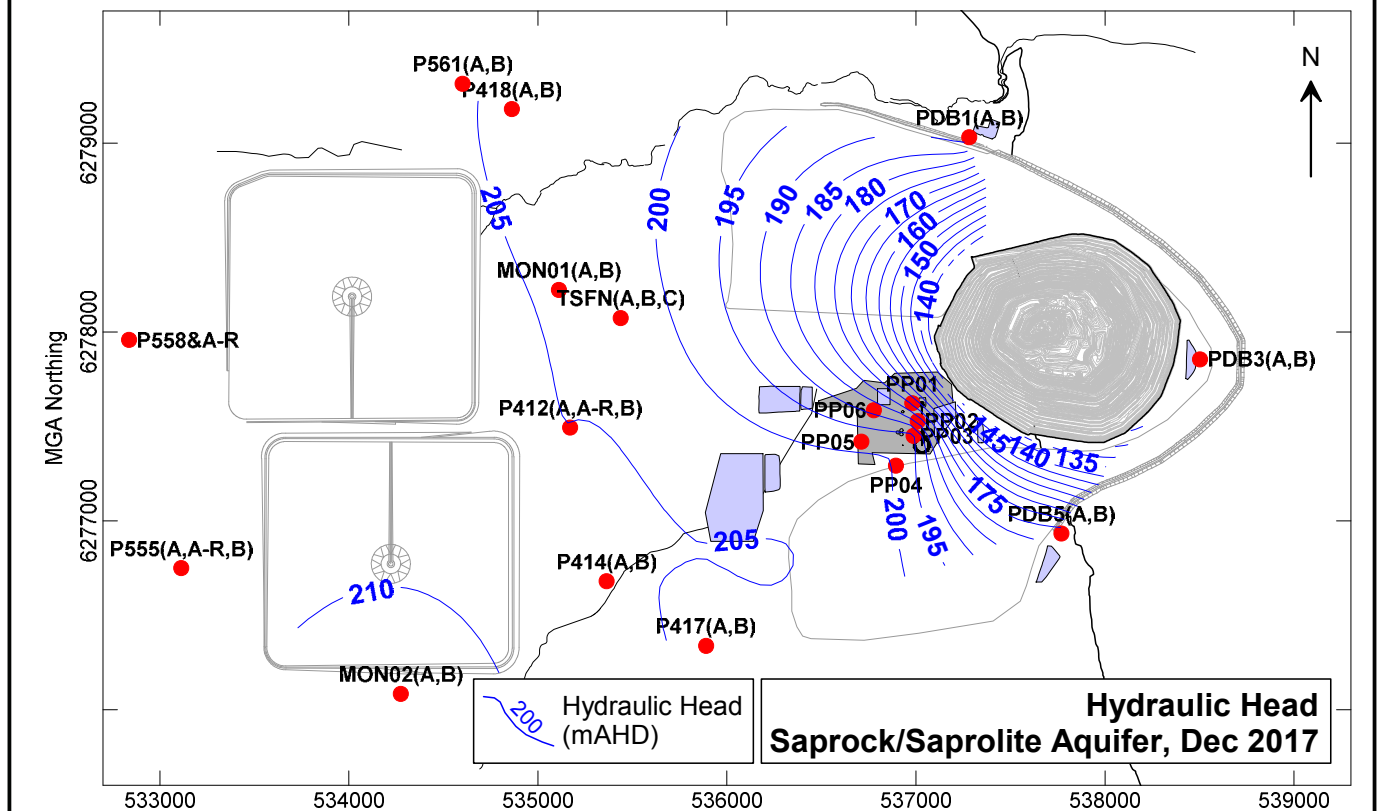 N
P561(A,B)
P418(A,B)
PDB1(A,B)
6279000
205
200
195
190
185
180
170
160
150
140
MON01(A,B)
TSFN(A,B,C)
6278000
P558&A-R
PDB3(A,B)
MGA Northing
P412(A,A-R,B)
PP01
PP06
PP02
PP05
PP03
145
140
135
PP04
175
PDB5(A,B)
6277000
200
195
205
P555(A,A-R,B)
P414(A,B)
210
P417(A,B)
MON02(A,B)
200
Hydraulic Head
(mAHD)
Hydraulic Head
Saprock/Saprolite Aquifer, Dec 2017
533000
534000
535000
536000
537000
538000
539000